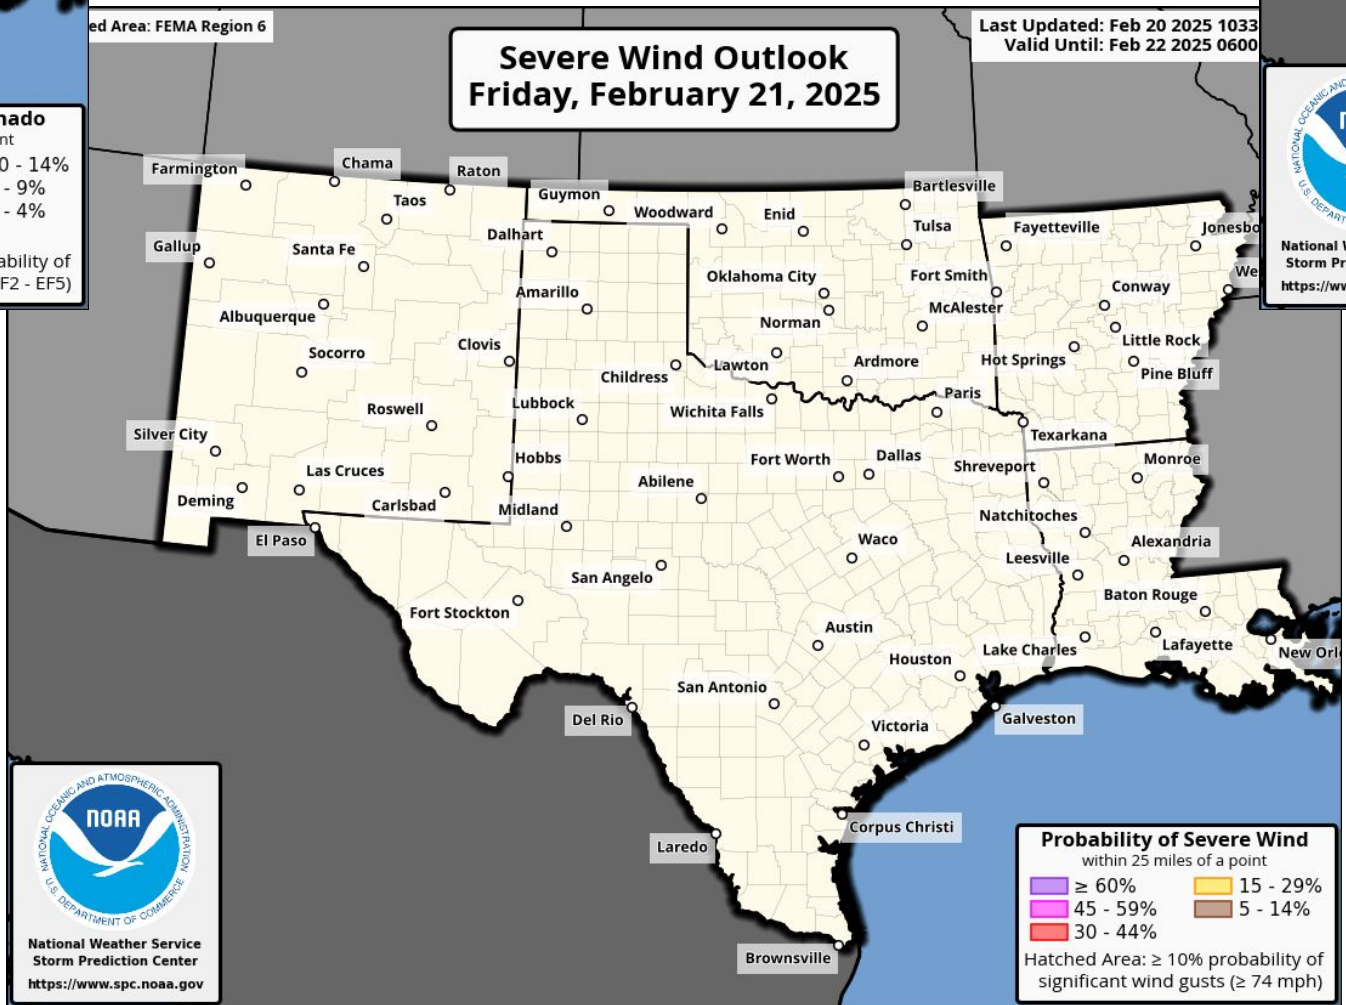 ed Area: FEMA Region 6
Severe Wind Outlook
Friday, February 21, 2025
Last Updated: Feb 20 2025 1033
Valid Until: Feb 22 2025 0600
nado
nt
0 - 14%
- 9%
- 4%
ability of
F2 - EF5)
NOAA
National W
Storm Pr
https://ww
Farmington
Chama
Raton
Taos
Guymon
Woodward
Enid
Bartlesville
Tulsa
Fayetteville
Jonesbo
Gallup
Santa Fe
Dalhart
Oklahoma City
Fort Smith
We
Amarillo
Conway
Albuquerque
Norman
McAlester
Socorro
Clovis
Little Rock
Childress
Lawton
Ardmore
Hot Springs
Pine Bluff
Roswell
Lubbock
Wichita Falls
Paris
Silver City
Texarkana
Las Cruces
Hobbs
Fort Worth
Dallas
Shreveport
Monroe
Deming
Carlsbad
Midland
Abilene
Natchitoches
El Paso
Waco
Alexandria
San Angelo
Leesville
Fort Stockton
Baton Rouge
Austin
Houston
Lake Charles
Lafayette
New Orl
San Antonio
Del Rio
Victoria
Galveston
Laredo
Corpus Christi
Brownsville
NATIONAL OCEANIC AND ATMOSPHERIC ADMINISTRATION
NOAA
U.S. DEPARTMENT OF COMMERCE
National Weather Service
Storm Prediction Center
https://www.spc.noaa.gov
Probability of Severe Wind
within 25 miles of a point
≥ 60%
15 - 29%
45 - 59%
5 - 14%
30 - 44%
Hatched Area: ≥ 10% probability of
significant wind gusts (≥ 74 mph)